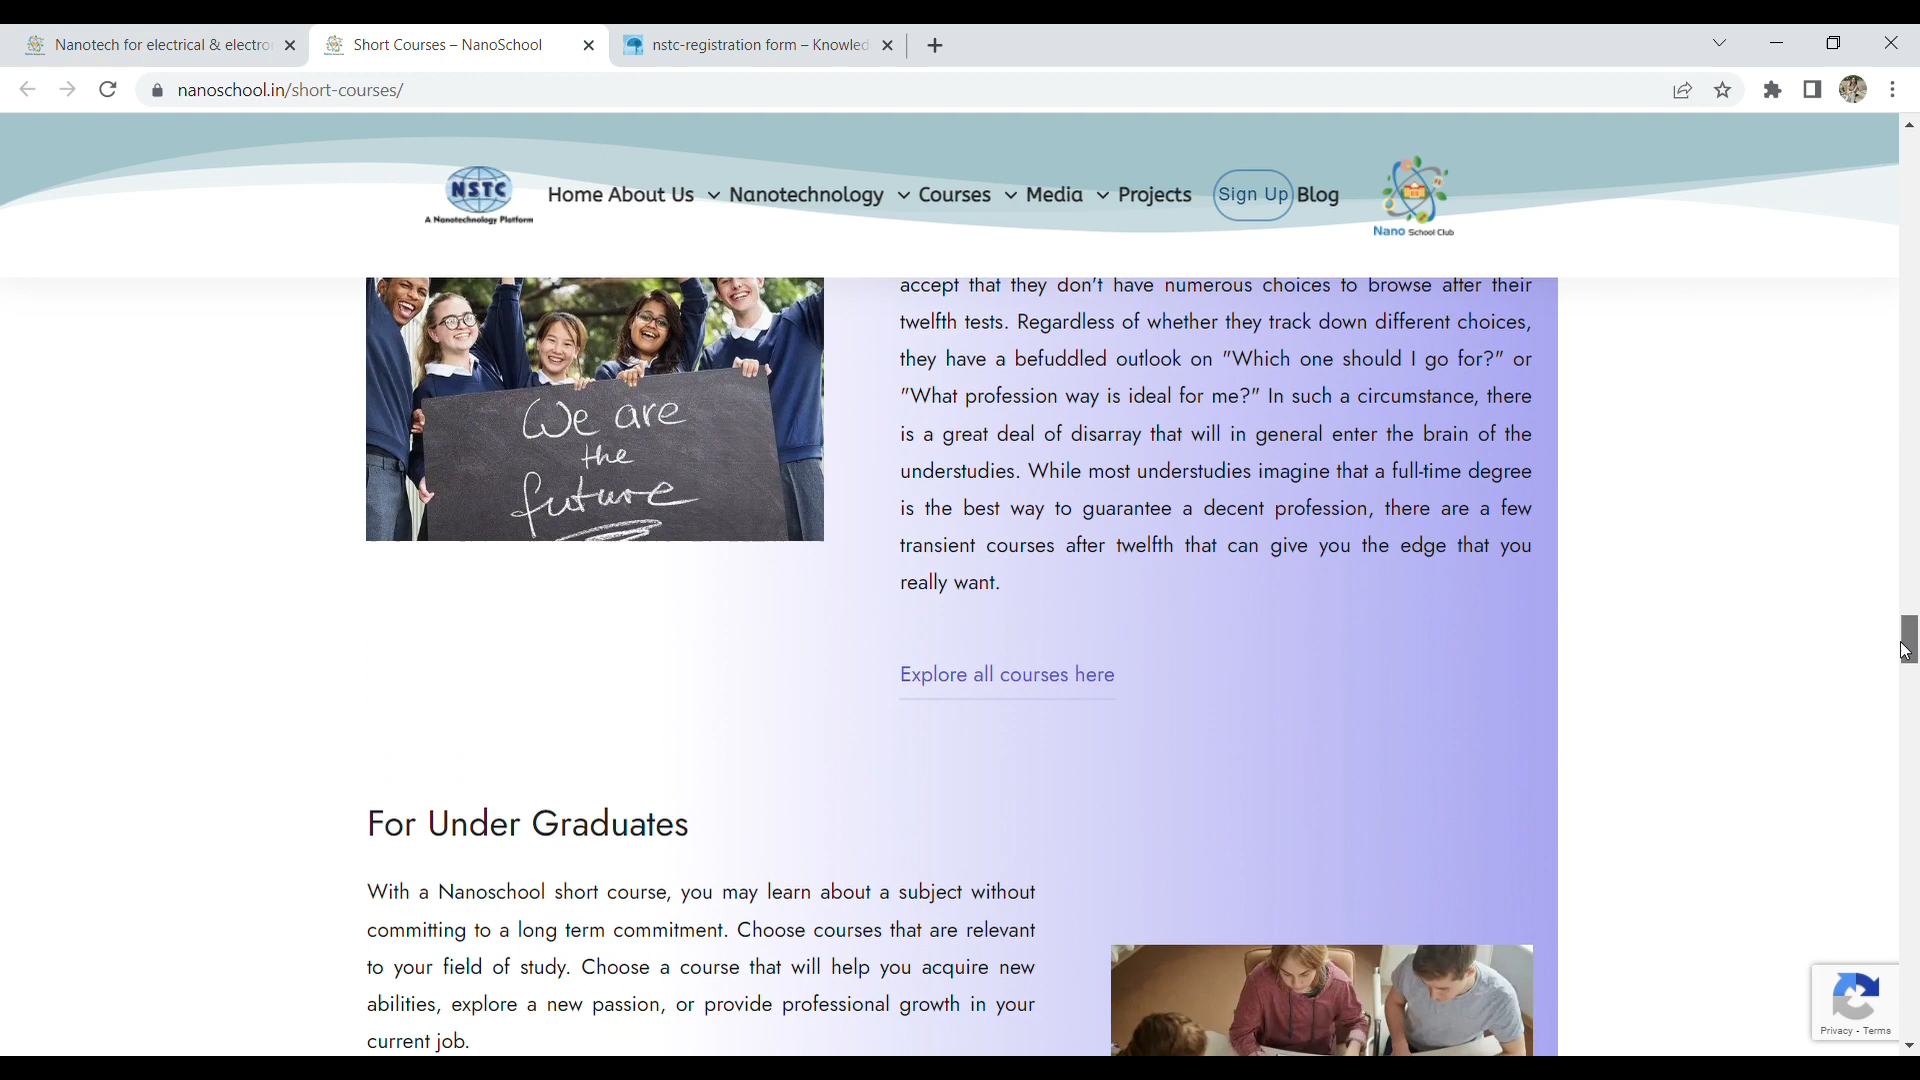 Nanotech for electrical & electro
Short Courses – NanoSchool
nstc-registration form – Knowled
nanoschool.in/short-courses/
NSTC
A Nanotechnology Platform
Home About Us Nanotechnology Courses Media Projects Sign Up Blog
Nano School Club
We are
the
future
accept that they don't have numerous choices to browse after their
twelfth tests. Regardless of whether they track down different choices,
they have a befuddled outlook on "Which one should I go for?" or
"What profession way is ideal for me?" In such a circumstance, there
is a great deal of disarray that will in general enter the brain of the
understudies. While most understudies imagine that a full-time degree
is the best way to guarantee a decent profession, there are a few
transient courses after twelfth that can give you the edge that you
really want.
Explore all courses here
For Under Graduates
With a Nanoschool short course, you may learn about a subject without
committing to a long term commitment. Choose courses that are relevant
to your field of study. Choose a course that will help you acquire new
abilities, explore a new passion, or provide professional growth in your
current job.
Privacy - Terms